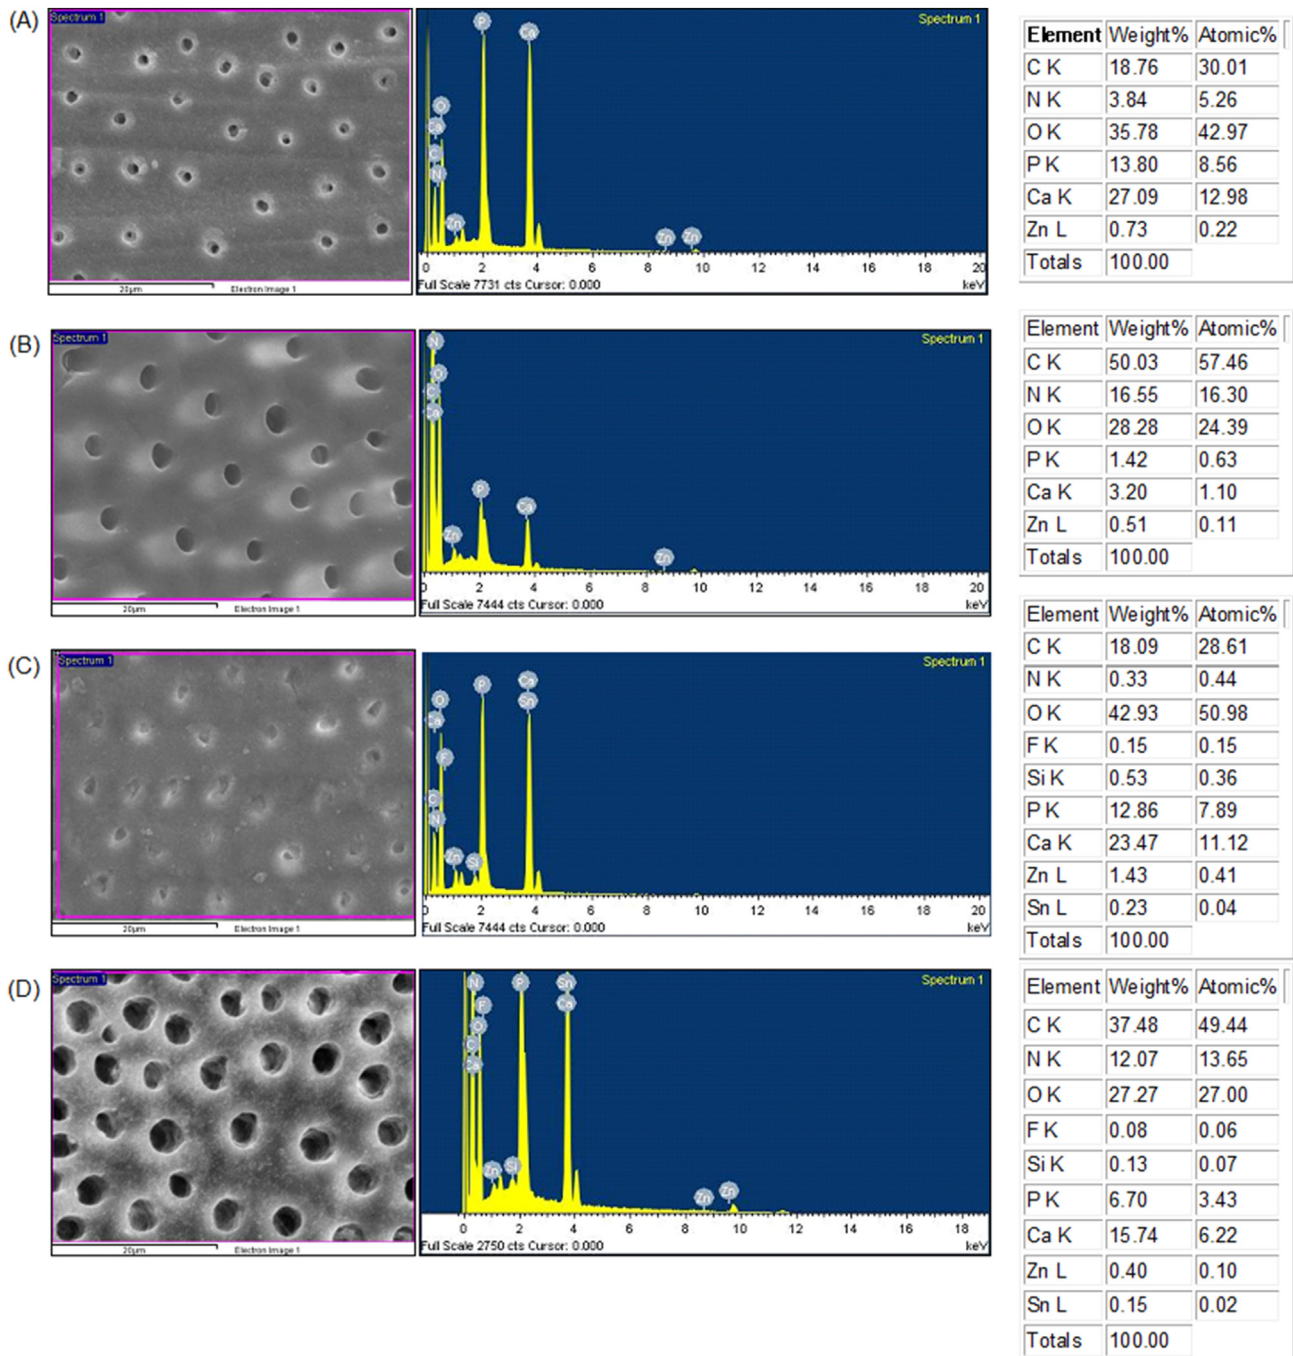 (A)
Spectrum 1
20µm Electron Image 1
Spectrum 1
P Ca
O
Ca
C
N
Zn Zn Zn
0 2 4 6 8 10 12 14 16 18 20
Full Scale 7731 cts Cursor: 0.000 keV
Element Weight% Atomic%
C K 18.76 30.01
N K 3.84 5.26
O K 35.78 42.97
P K 13.80 8.56
Ca K 27.09 12.98
Zn L 0.73 0.22
Totals 100.00
(B)
Spectrum 1
20µm Electron Image 1
Spectrum 1
N
O
C
Ca
P Ca
Zn Zn
0 2 4 6 8 10 12 14 16 18 20
Full Scale 7444 cts Cursor: 0.000 keV
Element Weight% Atomic%
C K 50.03 57.46
N K 16.55 16.30
O K 28.28 24.39
P K 1.42 0.63
Ca K 3.20 1.10
Zn L 0.51 0.11
Totals 100.00
(C)
Spectrum 1
20µm Electron Image 1
Spectrum 1
Ca
O P Sn
Ca
F
C
N
Zn Si
0 2 4 6 8 10 12 14 16 18 20
Full Scale 7444 cts Cursor: 0.000 keV
Element Weight% Atomic%
C K 18.09 28.61
N K 0.33 0.44
O K 42.93 50.98
F K 0.15 0.15
Si K 0.53 0.36
P K 12.86 7.89
Ca K 23.47 11.12
Zn L 1.43 0.41
Sn L 0.23 0.04
Totals 100.00
(D)
Spectrum 1
20µm Electron Image 1
Spectrum 1
N P Sn
F Ca
O
C
Ca
Zn Si Zn Zn
0 2 4 6 8 10 12 14 16 18
Full Scale 2750 cts Cursor: 0.000 keV
Element Weight% Atomic%
C K 37.48 49.44
N K 12.07 13.65
O K 27.27 27.00
F K 0.08 0.06
Si K 0.13 0.07
P K 6.70 3.43
Ca K 15.74 6.22
Zn L 0.40 0.10
Sn L 0.15 0.02
Totals 100.00